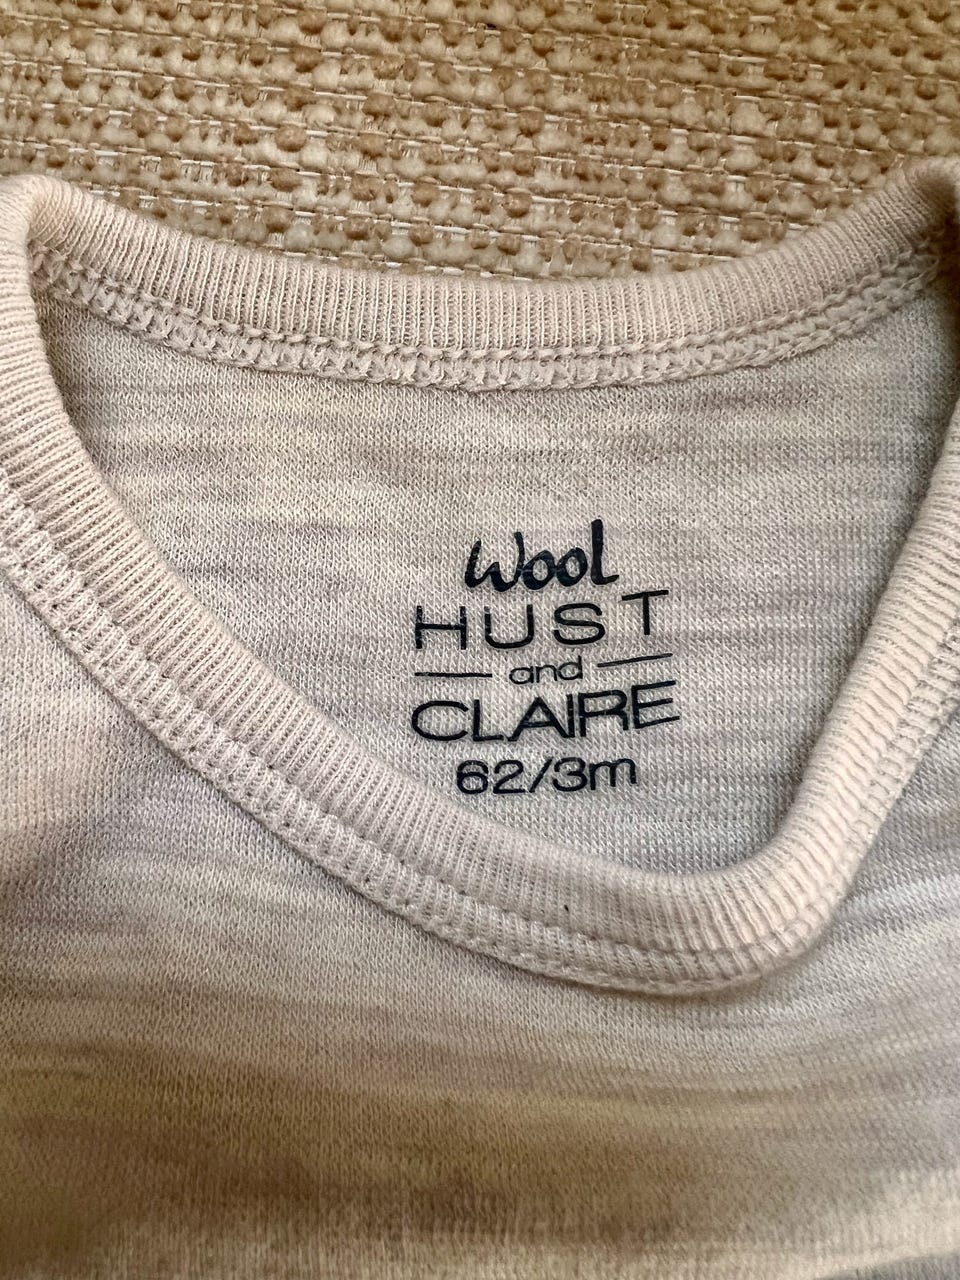 Wool
HUST
and
CLAIRE
62/3m